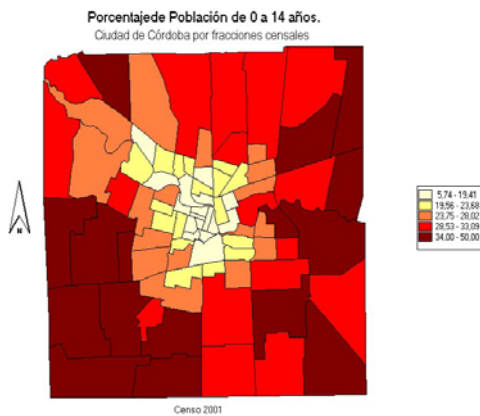 Porcentajede Población de 0 a 14 años.
Ciudad de Córdoba por fracciones censales
N
5,74 - 19,41
19,56 - 23,68
23,75 - 28,02
28,53 - 33,09
34,00 - 50,00
Censo 2001